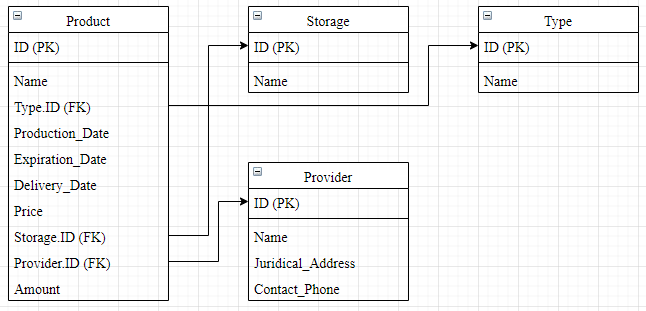 Product
ID (PK)
Name
Type.ID (FK)
Production_Date
Expiration_Date
Delivery_Date
Price
Storage.ID (FK)
Provider.ID (FK)
Amount
Storage
ID (PK)
Name
Type
ID (PK)
Name
Provider
ID (PK)
Name
Juridical_Address
Contact_Phone